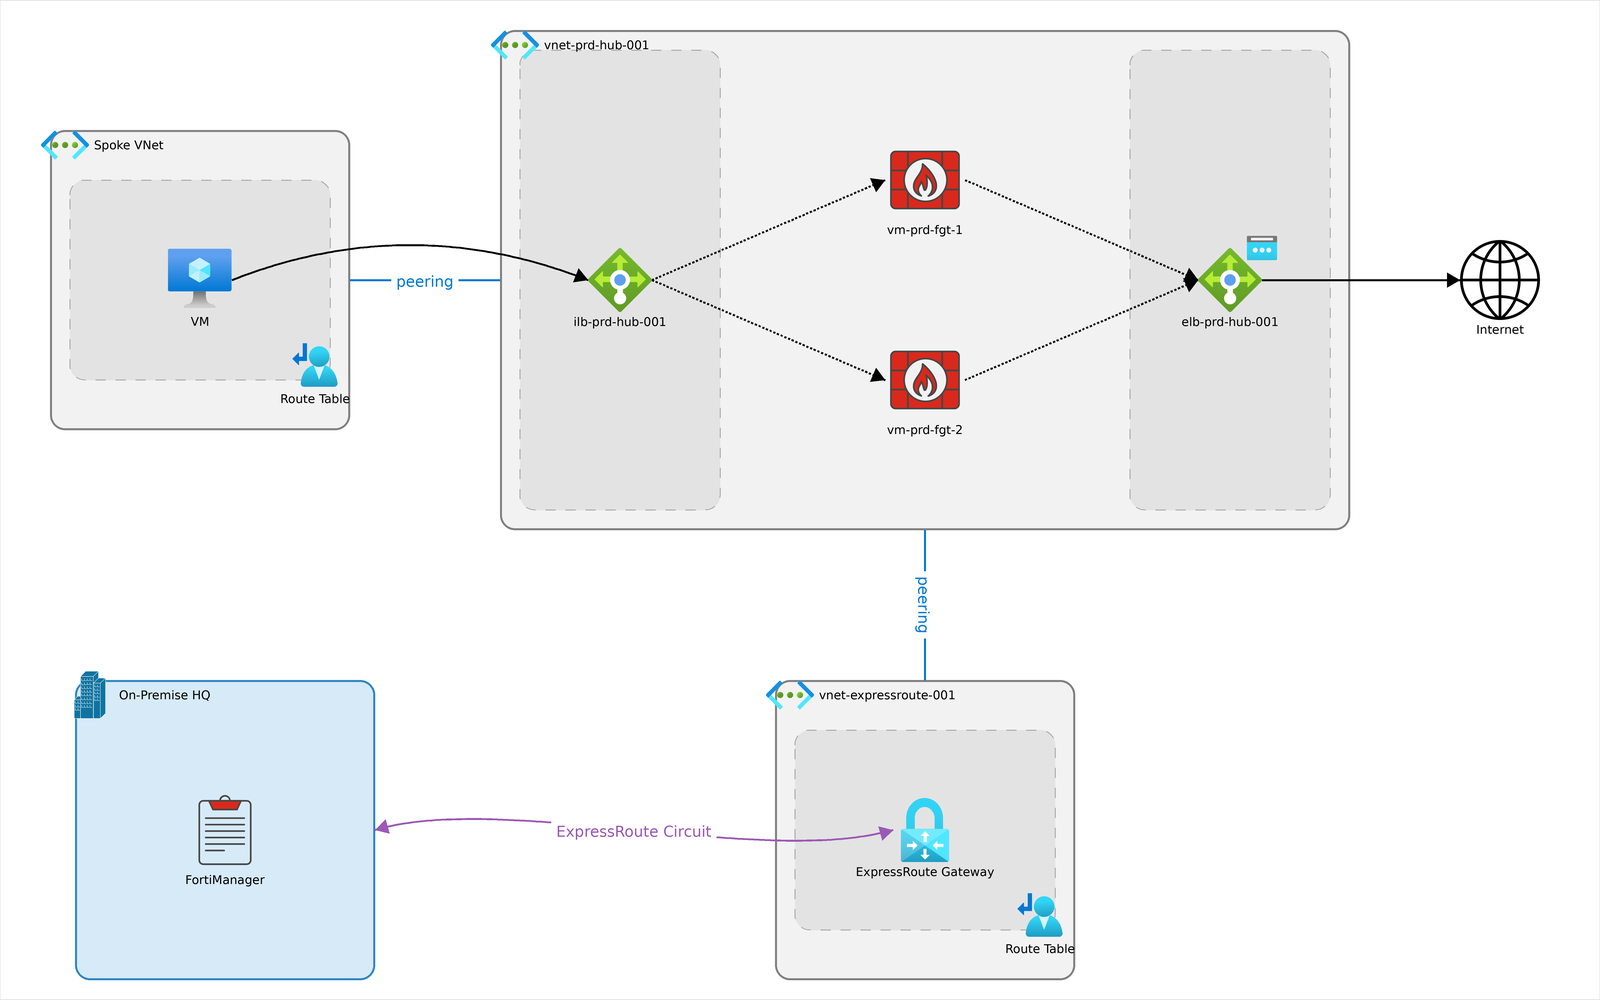 vnet-prd-hub-001
Spoke VNet
vm-prd-fgt-1
peering
VM
ilb-prd-hub-001
elb-prd-hub-001
Internet
Route Table
vm-prd-fgt-2
peering
On-Premise HQ
vnet-expressroute-001
ExpressRoute Circuit
FortiManager
ExpressRoute Gateway
Route Table